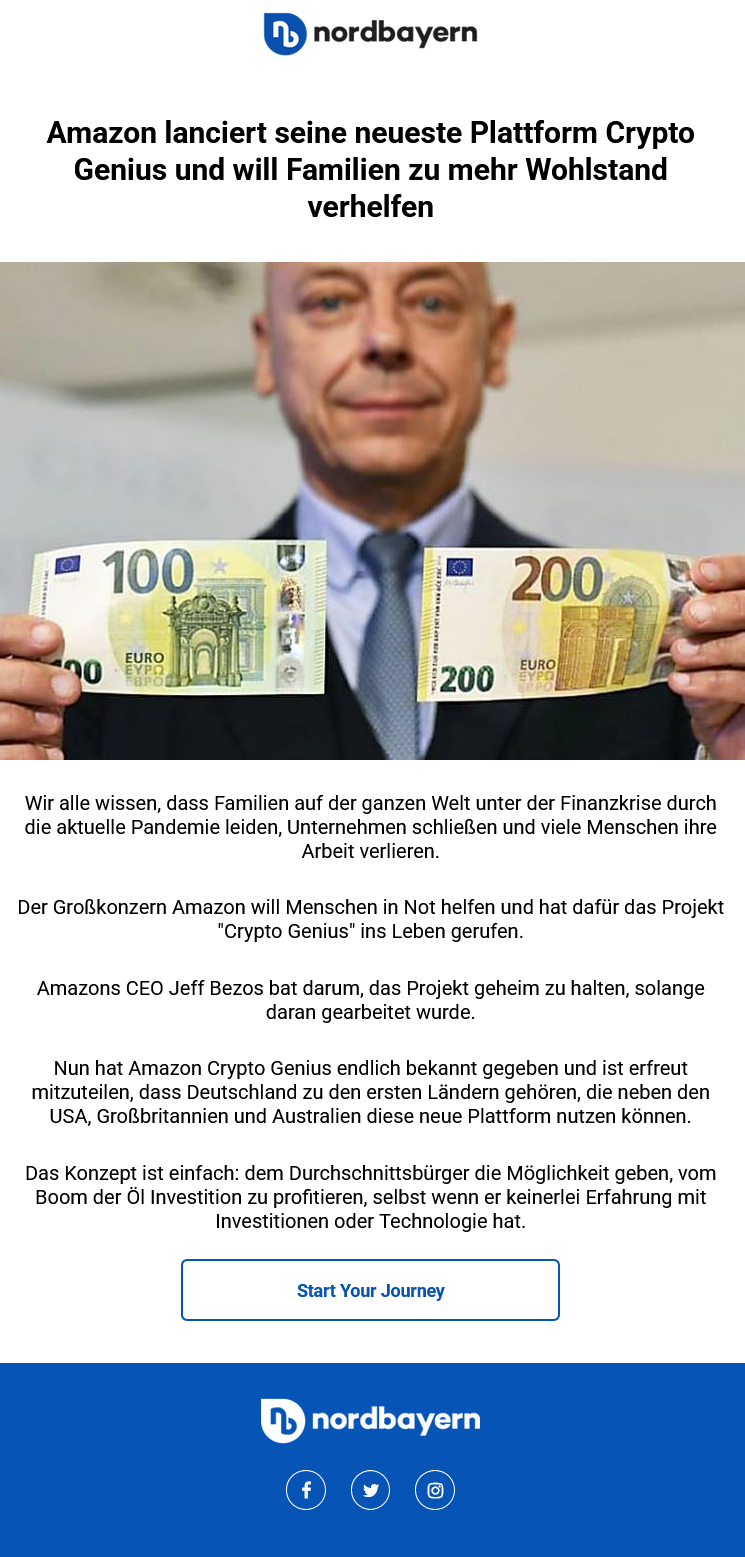 nordbayern
Amazon lanciert seine neueste Plattform Crypto
Genius und will Familien zu mehr Wohlstand
verhelfen
100
200
EURO
ΕΥΡΩ
ЕВРО
100
EURO
ΕΥΡΩ
ЕВРО
200
Wir alle wissen, dass Familien auf der ganzen Welt unter der Finanzkrise durch
die aktuelle Pandemie leiden, Unternehmen schließen und viele Menschen ihre
Arbeit verlieren.
Der Großkonzern Amazon will Menschen in Not helfen und hat dafür das Projekt
"Crypto Genius" ins Leben gerufen.
Amazons CEO Jeff Bezos bat darum, das Projekt geheim zu halten, solange
daran gearbeitet wurde.
Nun hat Amazon Crypto Genius endlich bekannt gegeben und ist erfreut
mitzuteilen, dass Deutschland zu den ersten Ländern gehören, die neben den
USA, Großbritannien und Australien diese neue Plattform nutzen können.
Das Konzept ist einfach: dem Durchschnittsbürger die Möglichkeit geben, vom
Boom der Öl Investition zu profitieren, selbst wenn er keinerlei Erfahrung mit
Investitionen oder Technologie hat.
Start Your Journey
nordbayern